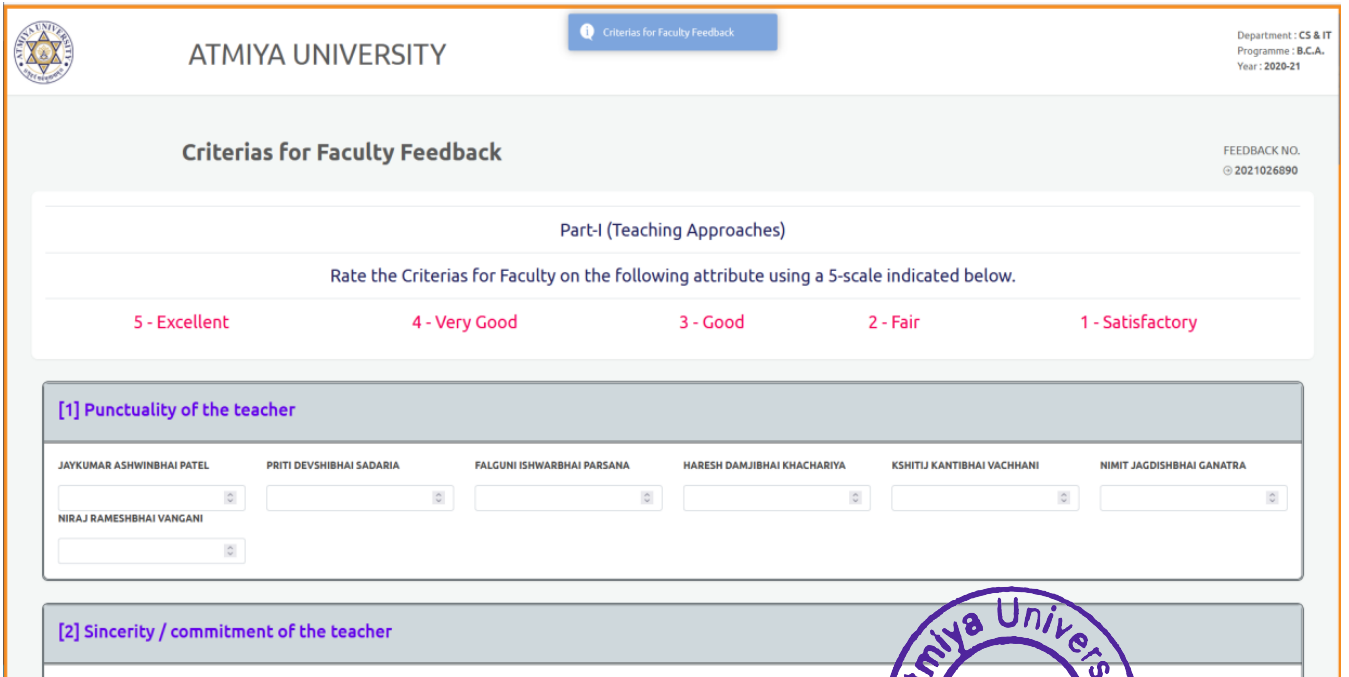 ATMIYA UNIVERSITY
Criterias for Faculty Feedback
Department : CS & IT
Programme : B.C.A.
Year : 2020-21
Criterias for Faculty Feedback
FEEDBACK NO.
2021026890
Part-I (Teaching Approaches)
Rate the Criterias for Faculty on the following attribute using a 5-scale indicated below.
5 - Excellent 4 - Very Good 3 - Good 2 - Fair 1 - Satisfactory
[1] Punctuality of the teacher
JAYKUMAR ASHWINBHAI PATEL PRITI DEVSHIBHAI SADARIA FALGUNI ISHWARBHAI PARSANA HARESH DAMJIBHAI KHACHARIYA KSHITIJ KANTIBHAI VACHHANI NIMIT JAGDISHBHAI GANATRA
NIRAJ RAMESHBHAI VANGANI
[2] Sincerity / commitment of the teacher